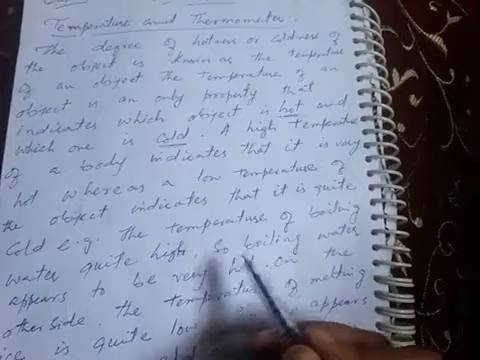 Temperature and Thermometer.
The degree of hotness or coldness of
the object is known as the temperature
of an object The Temperature of an
object is an only property that
indicates which object is hot and
which one is cold. A high temperature
of a body indicates that it is very
hot where as a low temperature of
the object indicates that it is quite
cold e.g. The temperature of boiling
water quite high. So boiling water
appears to be very on the
other side. The temperature of melting
is quite low appears